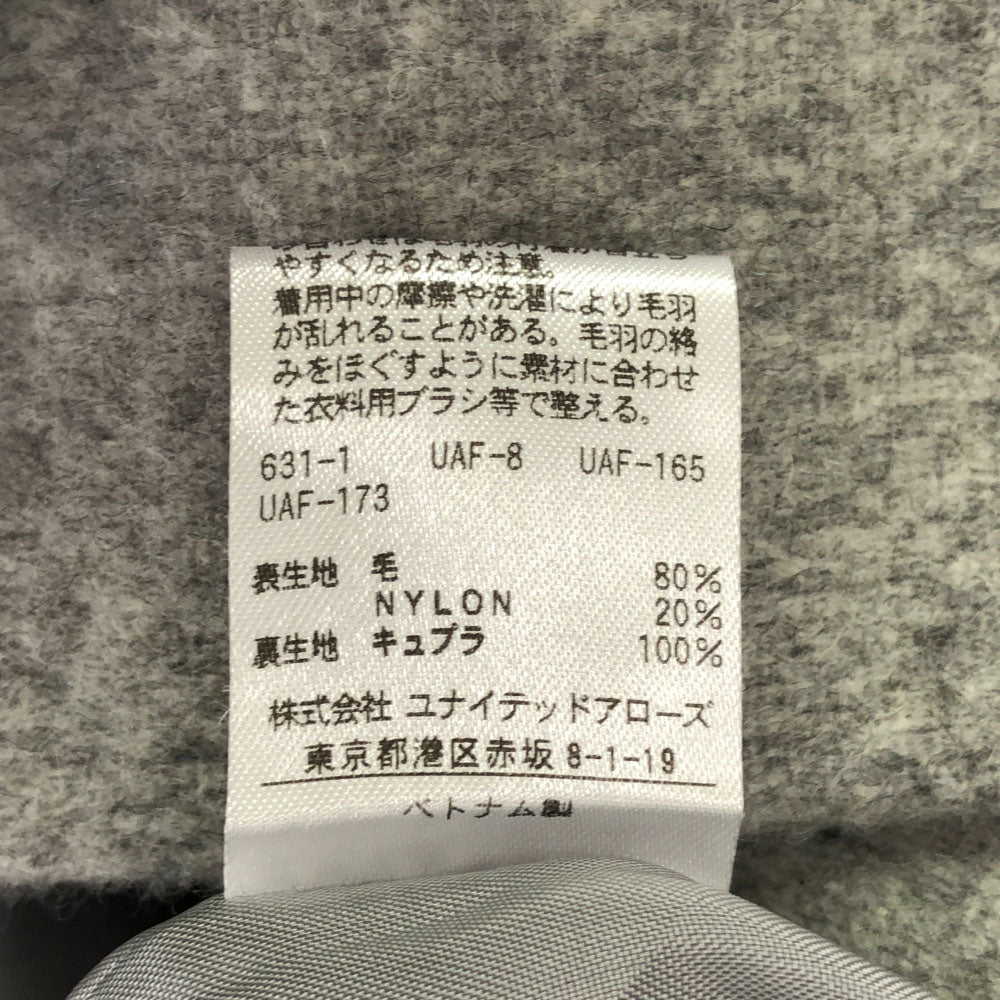 やすくなるため注意。
着用中の摩擦や洗濯により毛羽
が乱れることがある。毛羽の絡
みをほぐすように素材に合わせ
た衣料用ブラシ等で整える。
631-1 UAF-8 UAF-165
UAF-173
表生地 毛 80%
NYLON 20%
裏生地 キュプラ 100%
株式会社 ユナイテッドアローズ
東京都港区赤坂 8-1-19
ベトナム製